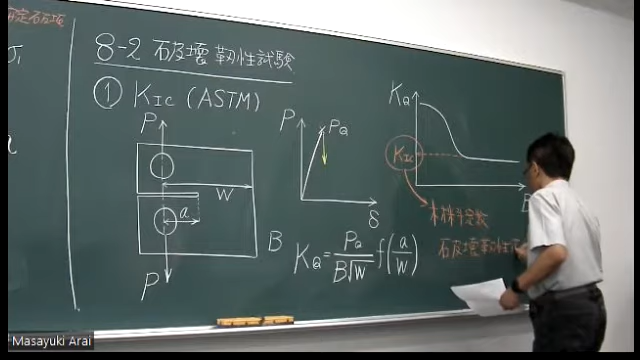 8-2 破壊靭性試験
① KIC (ASTM)
P
W
a
P
B
P
PQ
δ
KQ = PQ / B√W f(a/W)
KQ
KIC
B
材料定数
破壊靭性
Masayuki Arai